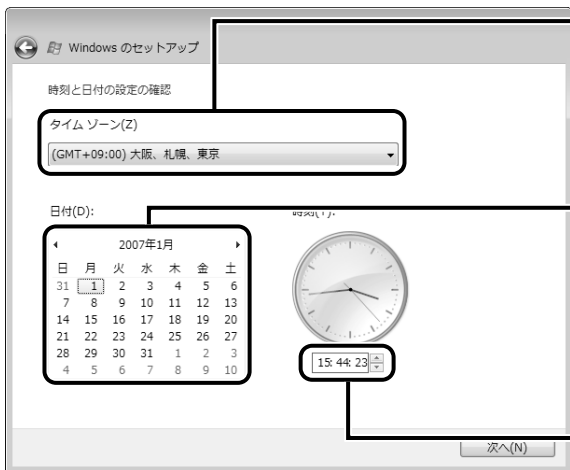 Windows のセットアップ
時刻と日付の設定の確認
タイム ゾーン(Z)
(GMT+09:00) 大阪、札幌、東京
日付(D):
時刻(T):
2007年1月
日 月 火 水 木 金 土
31 1 2 3 4 5 6
7 8 9 10 11 12 13
14 15 16 17 18 19 20
21 22 23 24 25 26 27
28 29 30 31 1 2 3
4 5 6 7 8 9 10
15: 44: 23
次へ(N)